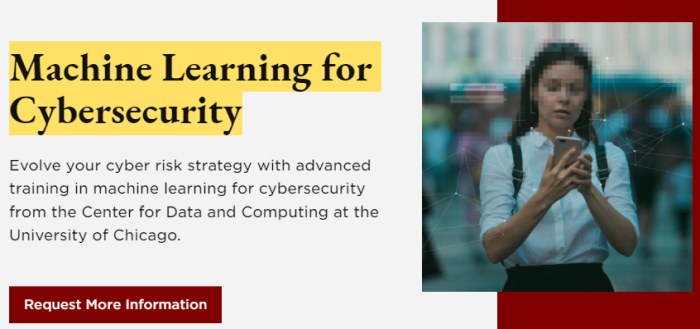 Machine Learning for
Cybersecurity
Evolve your cyber risk strategy with advanced
training in machine learning for cybersecurity
from the Center for Data and Computing at the
University of Chicago.
Request More Information